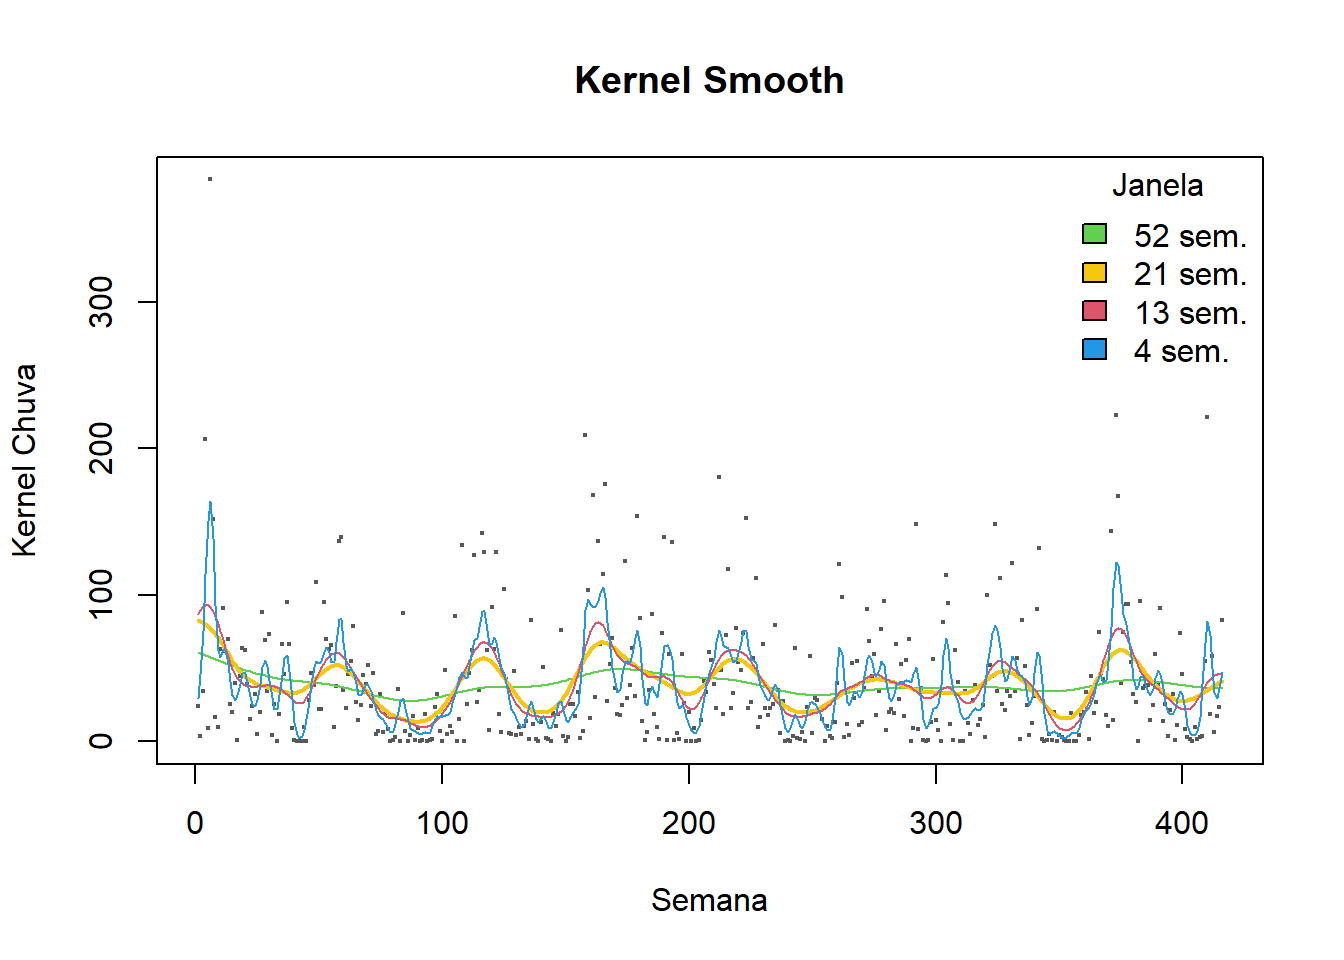 Kernel Smooth
Janela
52 sem.
21 sem.
13 sem.
4 sem.
Kernel Chuva
300
200
100
0
0 100 200 300 400
Semana